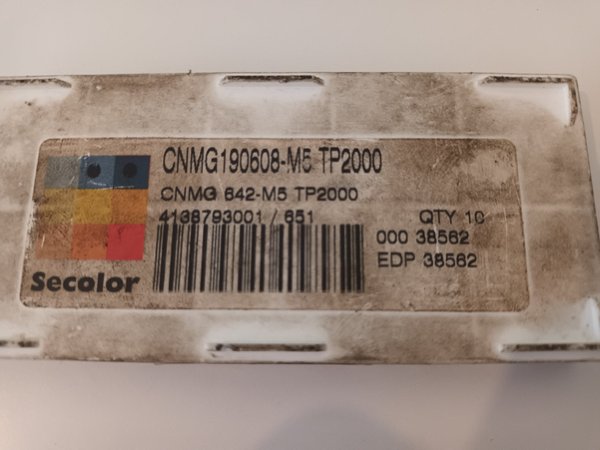 CNMG190608-M5 TP2000
CNMG 642-M5 TP2000
4138793001 / 651
QTY 10
000 38562
EDP 38562
Secolor